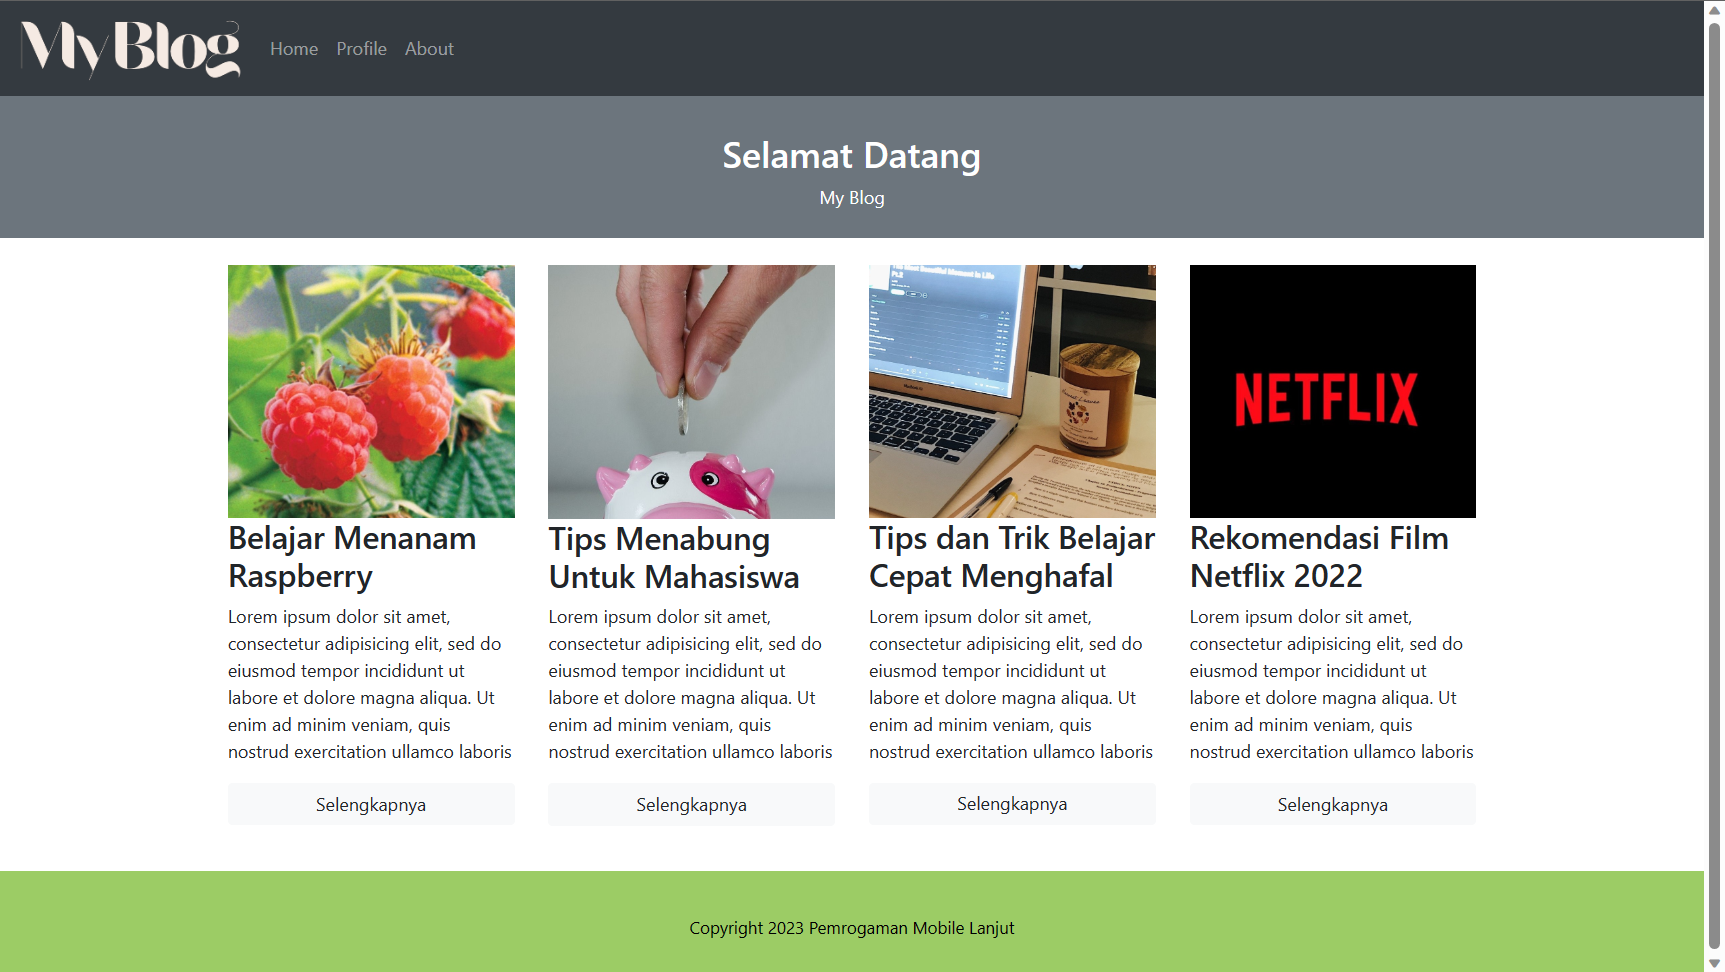 MyBlog
Home Profile About
Selamat Datang
My Blog
NETFLIX
Belajar Menanam
Raspberry
Lorem ipsum dolor sit amet,
consectetur adipisicing elit, sed do
eiusmod tempor incididunt ut
labore et dolore magna aliqua. Ut
enim ad minim veniam, quis
nostrud exercitation ullamco laboris
Selengkapnya
Tips Menabung
Untuk Mahasiswa
Lorem ipsum dolor sit amet,
consectetur adipisicing elit, sed do
eiusmod tempor incididunt ut
labore et dolore magna aliqua. Ut
enim ad minim veniam, quis
nostrud exercitation ullamco laboris
Selengkapnya
Tips dan Trik Belajar
Cepat Menghafal
Lorem ipsum dolor sit amet,
consectetur adipisicing elit, sed do
eiusmod tempor incididunt ut
labore et dolore magna aliqua. Ut
enim ad minim veniam, quis
nostrud exercitation ullamco laboris
Selengkapnya
Rekomendasi Film
Netflix 2022
Lorem ipsum dolor sit amet,
consectetur adipisicing elit, sed do
eiusmod tempor incididunt ut
labore et dolore magna aliqua. Ut
enim ad minim veniam, quis
nostrud exercitation ullamco laboris
Selengkapnya
Copyright 2023 Pemrogaman Mobile Lanjut